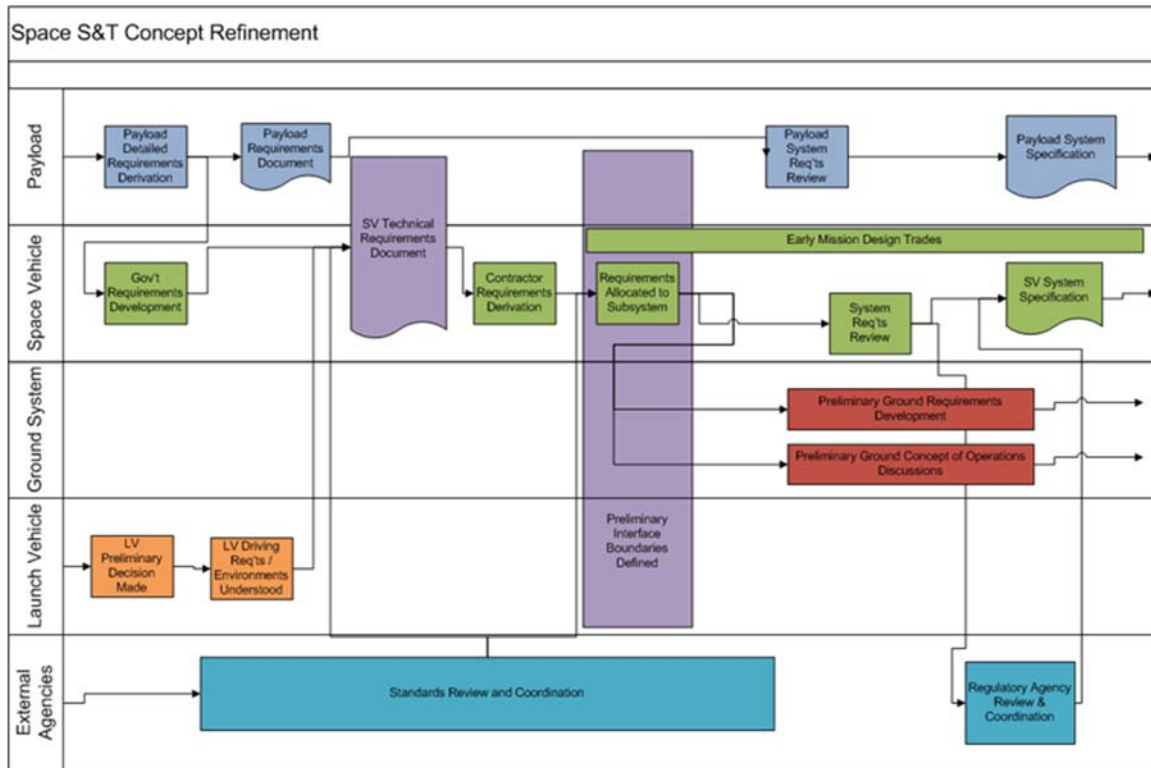 Space S&T Concept Refinement
Payload
Payload
Detailed
Requirements
Derivation
Payload
Requirements
Document
Payload
System
Req'ts
Review
Payload System
Specification
Space Vehicle
SV Technical
Requirements
Document
Early Mission Design Trades
Gov't
Requirements
Development
Contractor
Requirements
Derivation
Requirements
Allocated to
Subsystem
System
Req'ts
Review
SV System
Specification
Ground System
Preliminary Ground Requirements
Development
Preliminary Ground Concept of Operations
Discussions
Launch Vehicle
LV
Preliminary
Decision
Made
LV Driving
Req'ts /
Environments
Understood
Preliminary
Interface
Boundaries
Defined
External
Agencies
Standards Review and Coordination
Regulatory Agency
Review &
Coordination